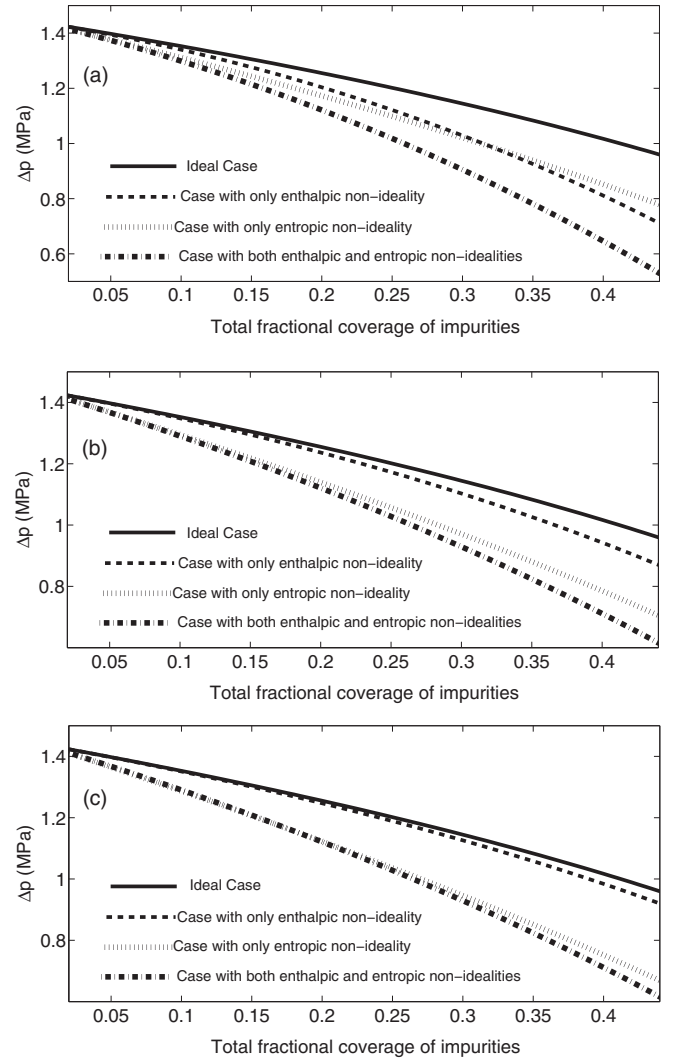 1.4
(a)
1.2
1
0.8
0.6
Δp (MPa)
Ideal Case
Case with only enthalpic non-ideality
Case with only entropic non-ideality
Case with both enthalpic and entropic non-idealities
0.05 0.1 0.15 0.2 0.25 0.3 0.35 0.4
Total fractional coverage of impurities
1.4
(b)
1.2
1
0.8
Δp (MPa)
Ideal Case
Case with only enthalpic non-ideality
Case with only entropic non-ideality
Case with both enthalpic and entropic non-idealities
0.05 0.1 0.15 0.2 0.25 0.3 0.35 0.4
Total fractional coverage of impurities
1.4
(c)
1.2
1
0.8
Δp (MPa)
Ideal Case
Case with only enthalpic non-ideality
Case with only entropic non-ideality
Case with both enthalpic and entropic non-idealities
0.05 0.1 0.15 0.2 0.25 0.3 0.35 0.4
Total fractional coverage of impurities